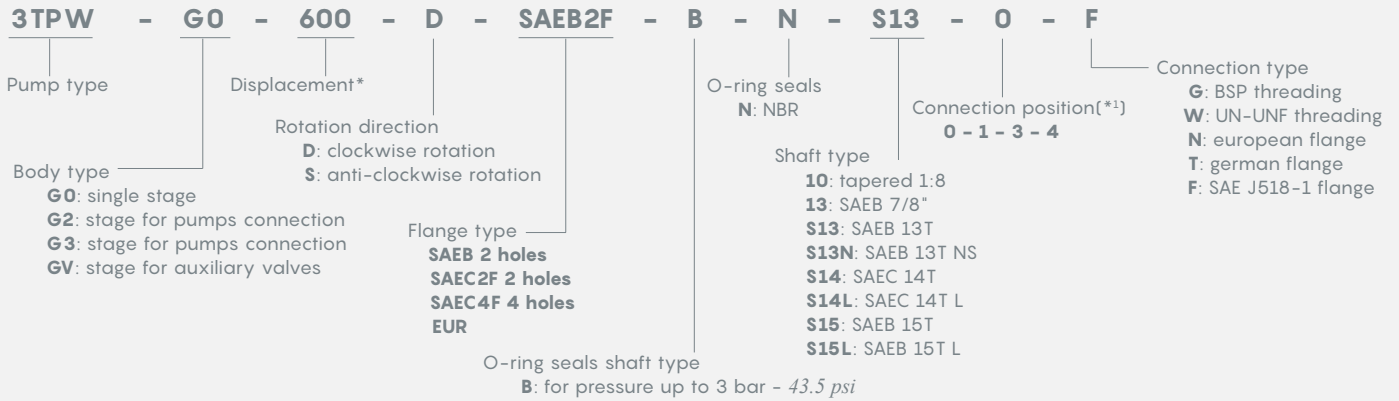 3TPW - G0 - 600 - D - SAEB2F - B - N - S13 - 0 - F
Pump type
Body type
G0: single stage
G2: stage for pumps connection
G3: stage for pumps connection
GV: stage for auxiliary valves
Displacement*
Rotation direction
D: clockwise rotation
S: anti-clockwise rotation
Flange type
SAEB 2 holes
SAEC2F 2 holes
SAEC4F 4 holes
EUR
O-ring seals shaft type
B: for pressure up to 3 bar - 43.5 psi
O-ring seals
N: NBR
Shaft type
10: tapered 1:8
13: SAEB 7/8"
S13: SAEB 13T
S13N: SAEB 13T NS
S14: SAEC 14T
S14L: SAEC 14T L
S15: SAEB 15T
S15L: SAEB 15T L
Connection position(*¹)
0 - 1 - 3 - 4
Connection type
G: BSP threading
W: UN-UNF threading
N: european flange
T: german flange
F: SAE J518-1 flange